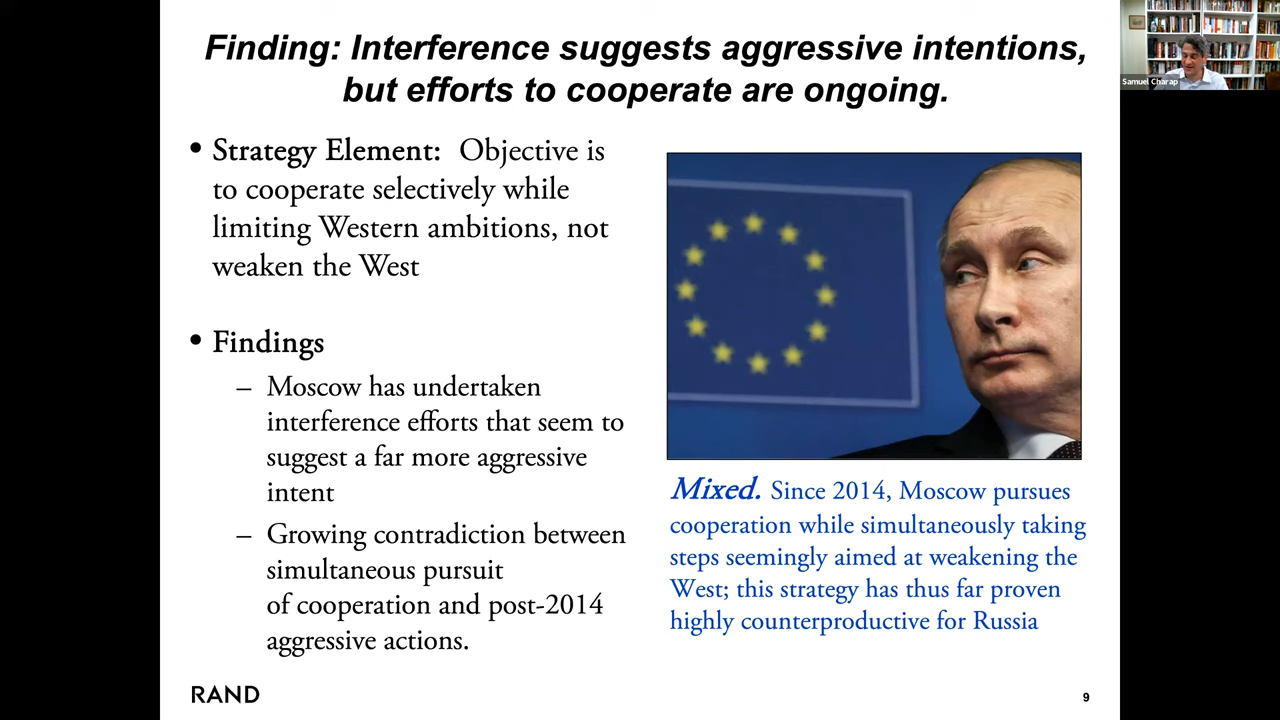 Finding: Interference suggests aggressive intentions,
but efforts to cooperate are ongoing.
Samuel Charap
• Strategy Element: Objective is
to cooperate selectively while
limiting Western ambitions, not
weaken the West
• Findings
– Moscow has undertaken
interference efforts that seem to
suggest a far more aggressive
intent
– Growing contradiction between
simultaneous pursuit
of cooperation and post-2014
aggressive actions.
Mixed. Since 2014, Moscow pursues
cooperation while simultaneously taking
steps seemingly aimed at weakening the
West; this strategy has thus far proven
highly counterproductive for Russia
RAND
9